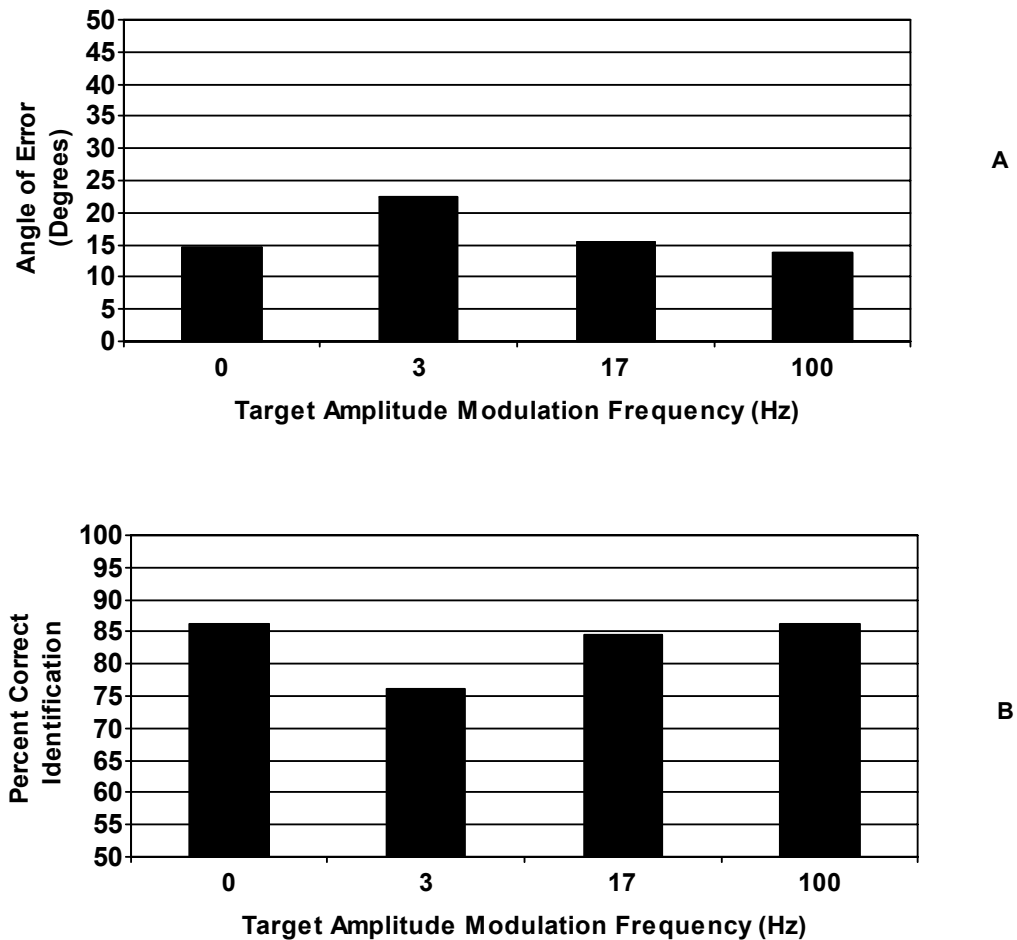 50
45
40
35
30
25
20
15
10
5
0
Angle of Error
(Degrees)
0 3 17 100
Target Amplitude Modulation Frequency (Hz)
A
100
95
90
85
80
75
70
65
60
55
50
Percent Correct
Identification
0 3 17 100
Target Amplitude Modulation Frequency (Hz)
B